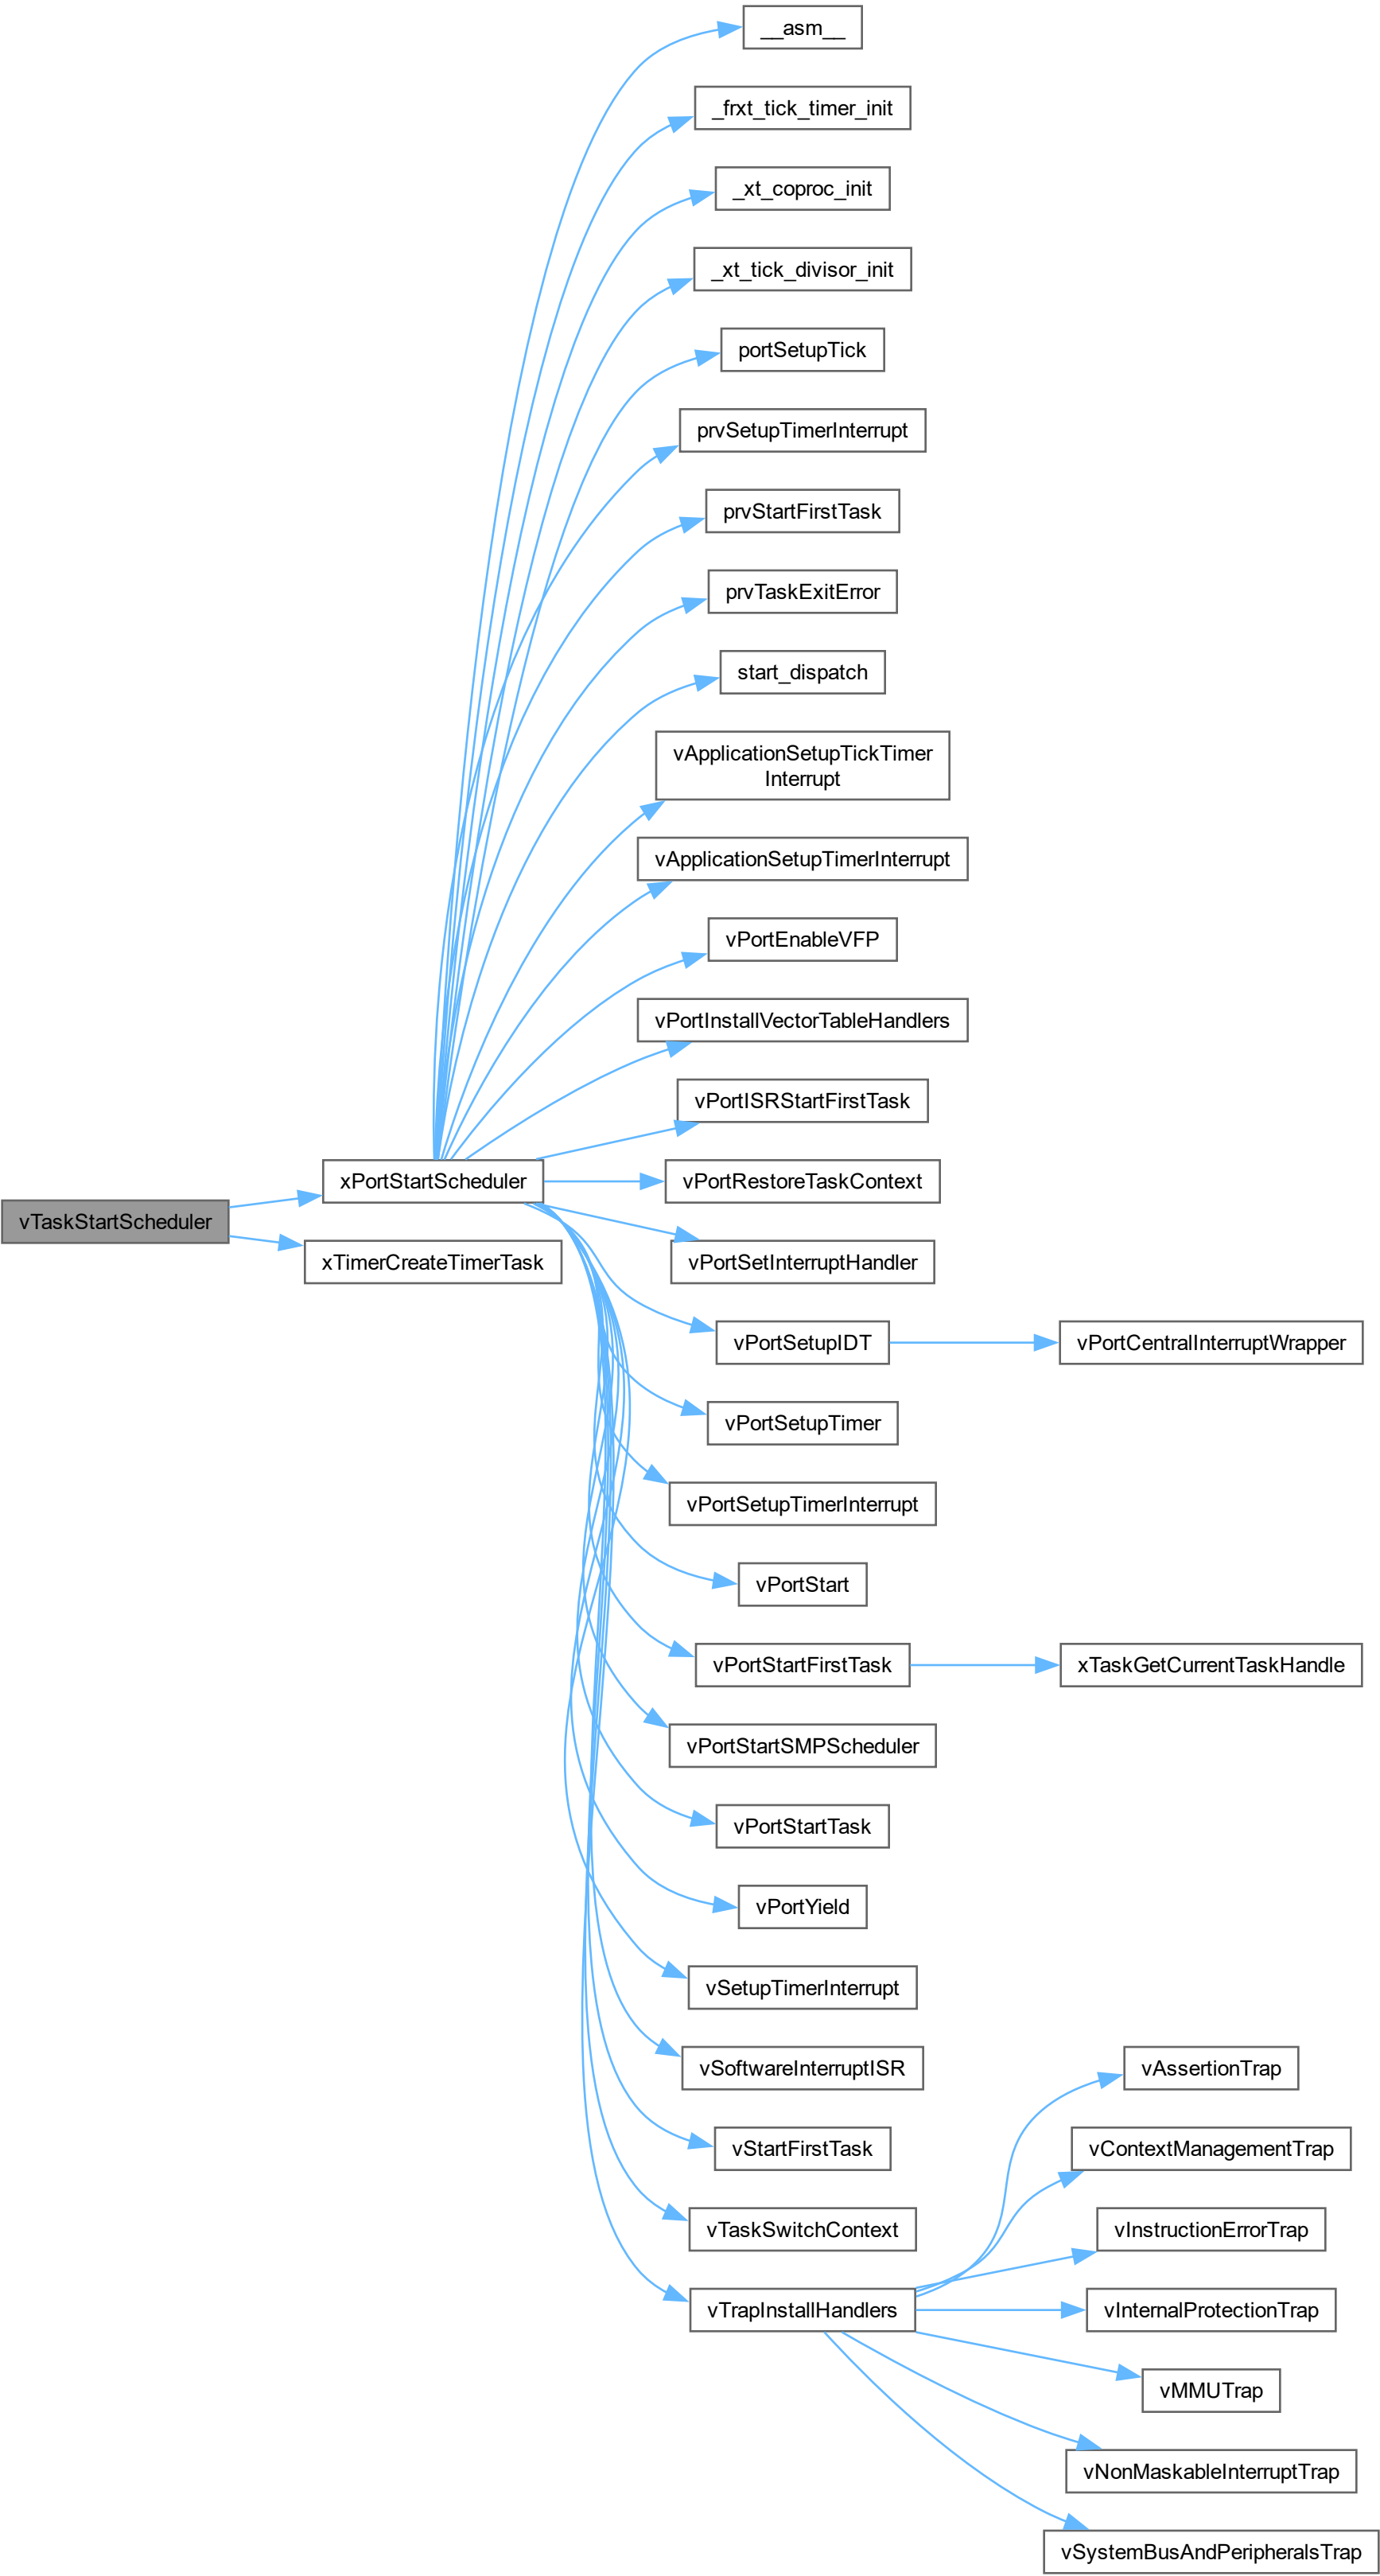 __asm__
_frxt_tick_timer_init
_xt_coproc_init
_xt_tick_divisor_init
portSetupTick
prvSetupTimerInterrupt
prvStartFirstTask
prvTaskExitError
start_dispatch
vApplicationSetupTickTimer
Interrupt
vApplicationSetupTimerInterrupt
vPortEnableVFP
vPortInstallVectorTableHandlers
vPortISRStartFirstTask
xPortStartScheduler
vPortRestoreTaskContext
vTaskStartScheduler
xTimerCreateTimerTask
vPortSetInterruptHandler
vPortSetupIDT
vPortCentralInterruptWrapper
vPortSetupTimer
vPortSetupTimerInterrupt
vPortStart
vPortStartFirstTask
xTaskGetCurrentTaskHandle
vPortStartSMPScheduler
vPortStartTask
vPortYield
vSetupTimerInterrupt
vSoftwareInterruptISR
vAssertionTrap
vStartFirstTask
vContextManagementTrap
vTaskSwitchContext
vInstructionErrorTrap
vTrapInstallHandlers
vInternalProtectionTrap
vMMUTrap
vNonMaskableInterruptTrap
vSystemBusAndPeripheralsTrap